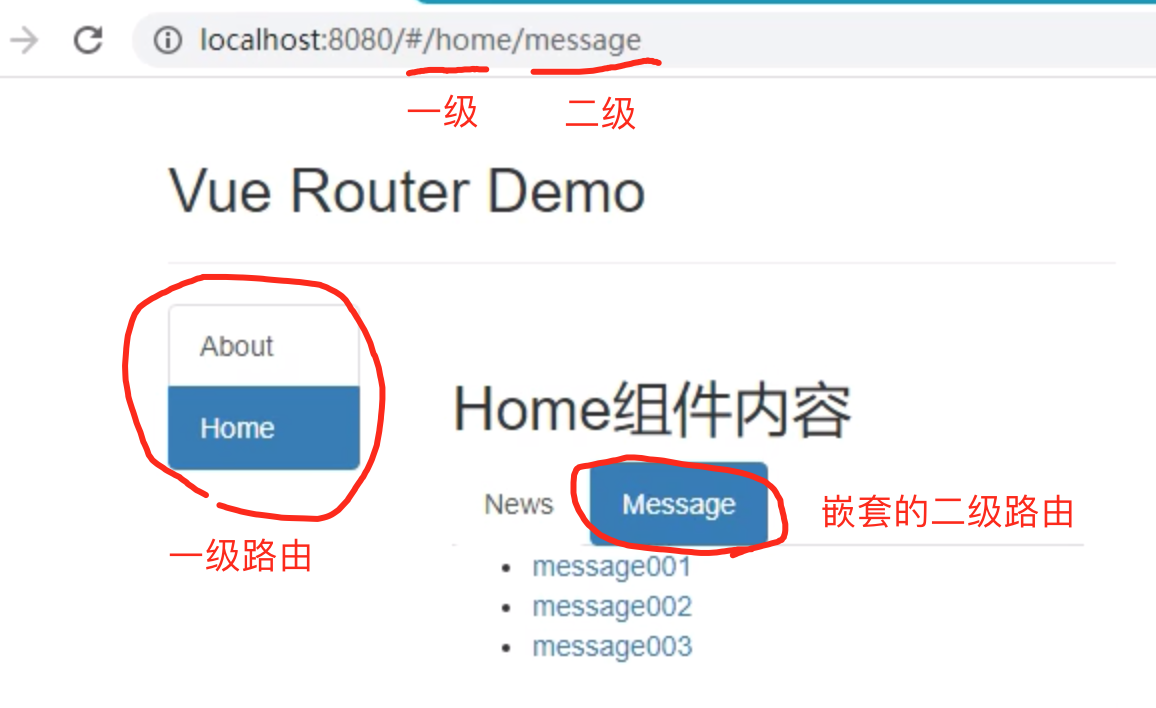 localhost:8080/#/home/message
一级 二级
Vue Router Demo
About
Home
一级路由
Home组件内容
News Message 嵌套的二级路由
message001
message002
message003